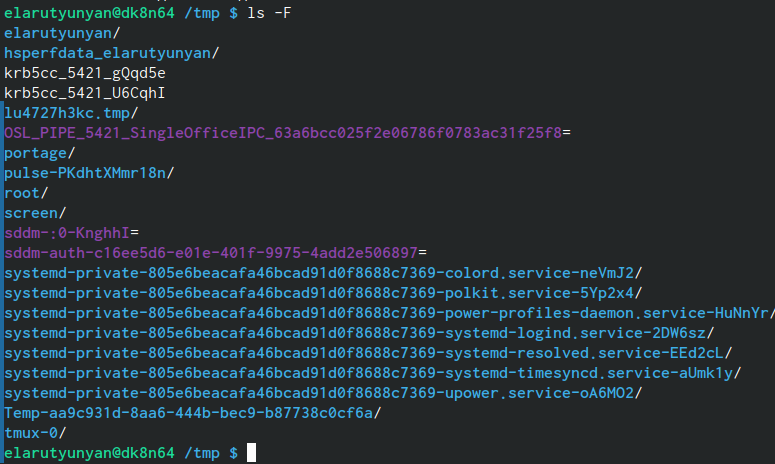 elarutyunyan@dk8n64 /tmp $ ls -F
elarutyunyan/
hsperfdata_elarutyunyan/
krb5cc_5421_gQqd5e
krb5cc_5421_U6CqhI
lu4727h3kc.tmp/
OSL_PIPE_5421_SingleOfficeIPC_63a6bcc025f2e06786f0783ac31f25f8=
portage/
pulse-PKdhtXMmr18n/
root/
screen/
sddm-:0-KnghhI=
sddm-auth-c16ee5d6-e01e-401f-9975-4add2e506897=
systemd-private-805e6beacafa46bcad91d0f8688c7369-colord.service-neVmJ2/
systemd-private-805e6beacafa46bcad91d0f8688c7369-polkit.service-5Yp2x4/
systemd-private-805e6beacafa46bcad91d0f8688c7369-power-profiles-daemon.service-HuNnYr/
systemd-private-805e6beacafa46bcad91d0f8688c7369-systemd-logind.service-2DW6sz/
systemd-private-805e6beacafa46bcad91d0f8688c7369-systemd-resolved.service-EEd2cL/
systemd-private-805e6beacafa46bcad91d0f8688c7369-systemd-timesyncd.service-aUmk1y/
systemd-private-805e6beacafa46bcad91d0f8688c7369-upower.service-oA6MO2/
Temp-aa9c931d-8aa6-444b-bec9-b87738c0cf6a/
tmux-0/
elarutyunyan@dk8n64 /tmp $